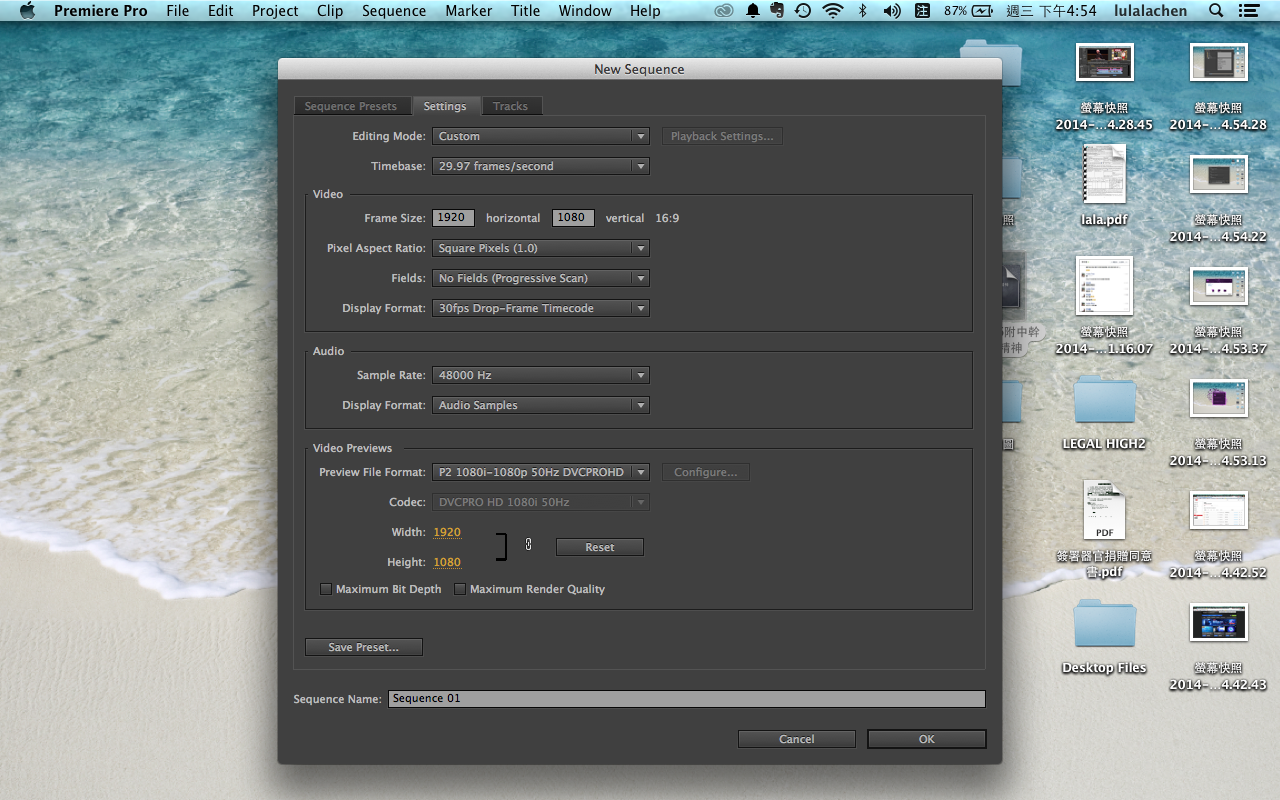 Premiere Pro File Edit Project Clip Sequence Marker Title Window Help 注 87% 週三 下午4:54 lulalachen
New Sequence
Sequence Presets Settings Tracks
Editing Mode: Custom Playback Settings...
Timebase: 29.97 frames/second
Video
Frame Size: 1920 horizontal 1080 vertical 16:9
Pixel Aspect Ratio: Square Pixels (1.0)
Fields: No Fields (Progressive Scan)
Display Format: 30fps Drop-Frame Timecode
Audio
Sample Rate: 48000 Hz
Display Format: Audio Samples
Video Previews
Preview File Format: P2 1080i-1080p 50Hz DVCPROHD Configure...
Codec: DVCPRO HD 1080i 50Hz
Width: 1920
Height: 1080
Reset
Maximum Bit Depth Maximum Render Quality
Save Preset...
Sequence Name: Sequence 01
Cancel OK
照
附中幹
精神
圖
螢幕快照
2014-...4.28.45
lala.pdf
螢幕快照
2014-...1.16.07
LEGAL HIGH2
PDF
簽署器官捐贈同意
書.pdf
Desktop Files
螢幕快照
2014-...4.54.28
螢幕快照
2014-...4.54.22
螢幕快照
2014-...4.53.37
螢幕快照
2014-...4.53.13
螢幕快照
2014-...4.42.52
螢幕快照
2014-...4.42.43